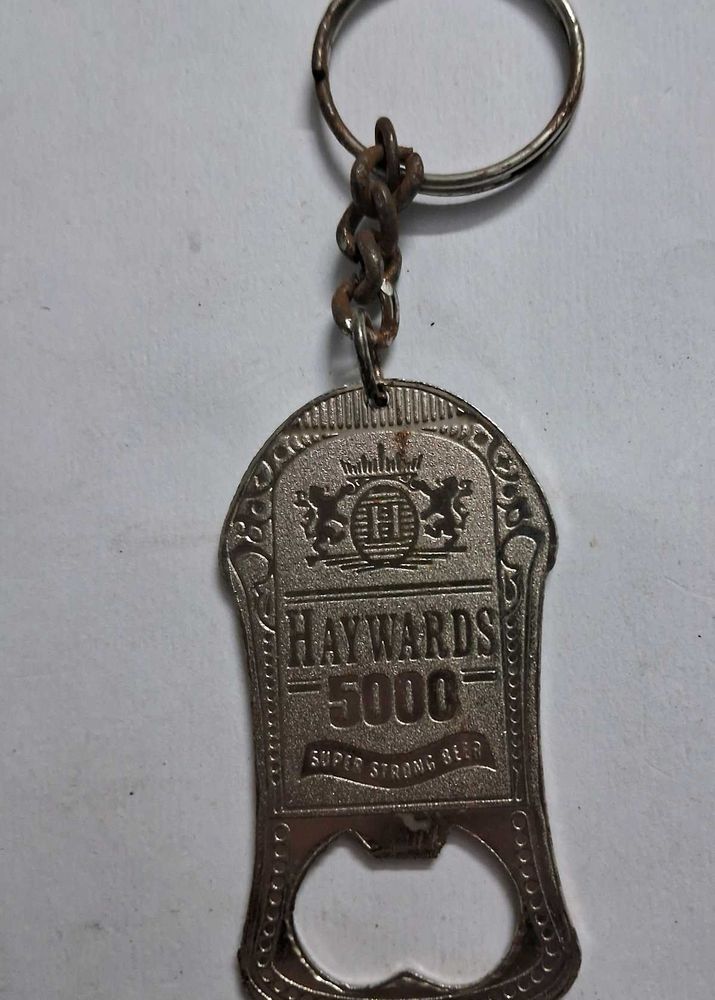 H
HAYWARDS
5000
SUPER STRONG BEER